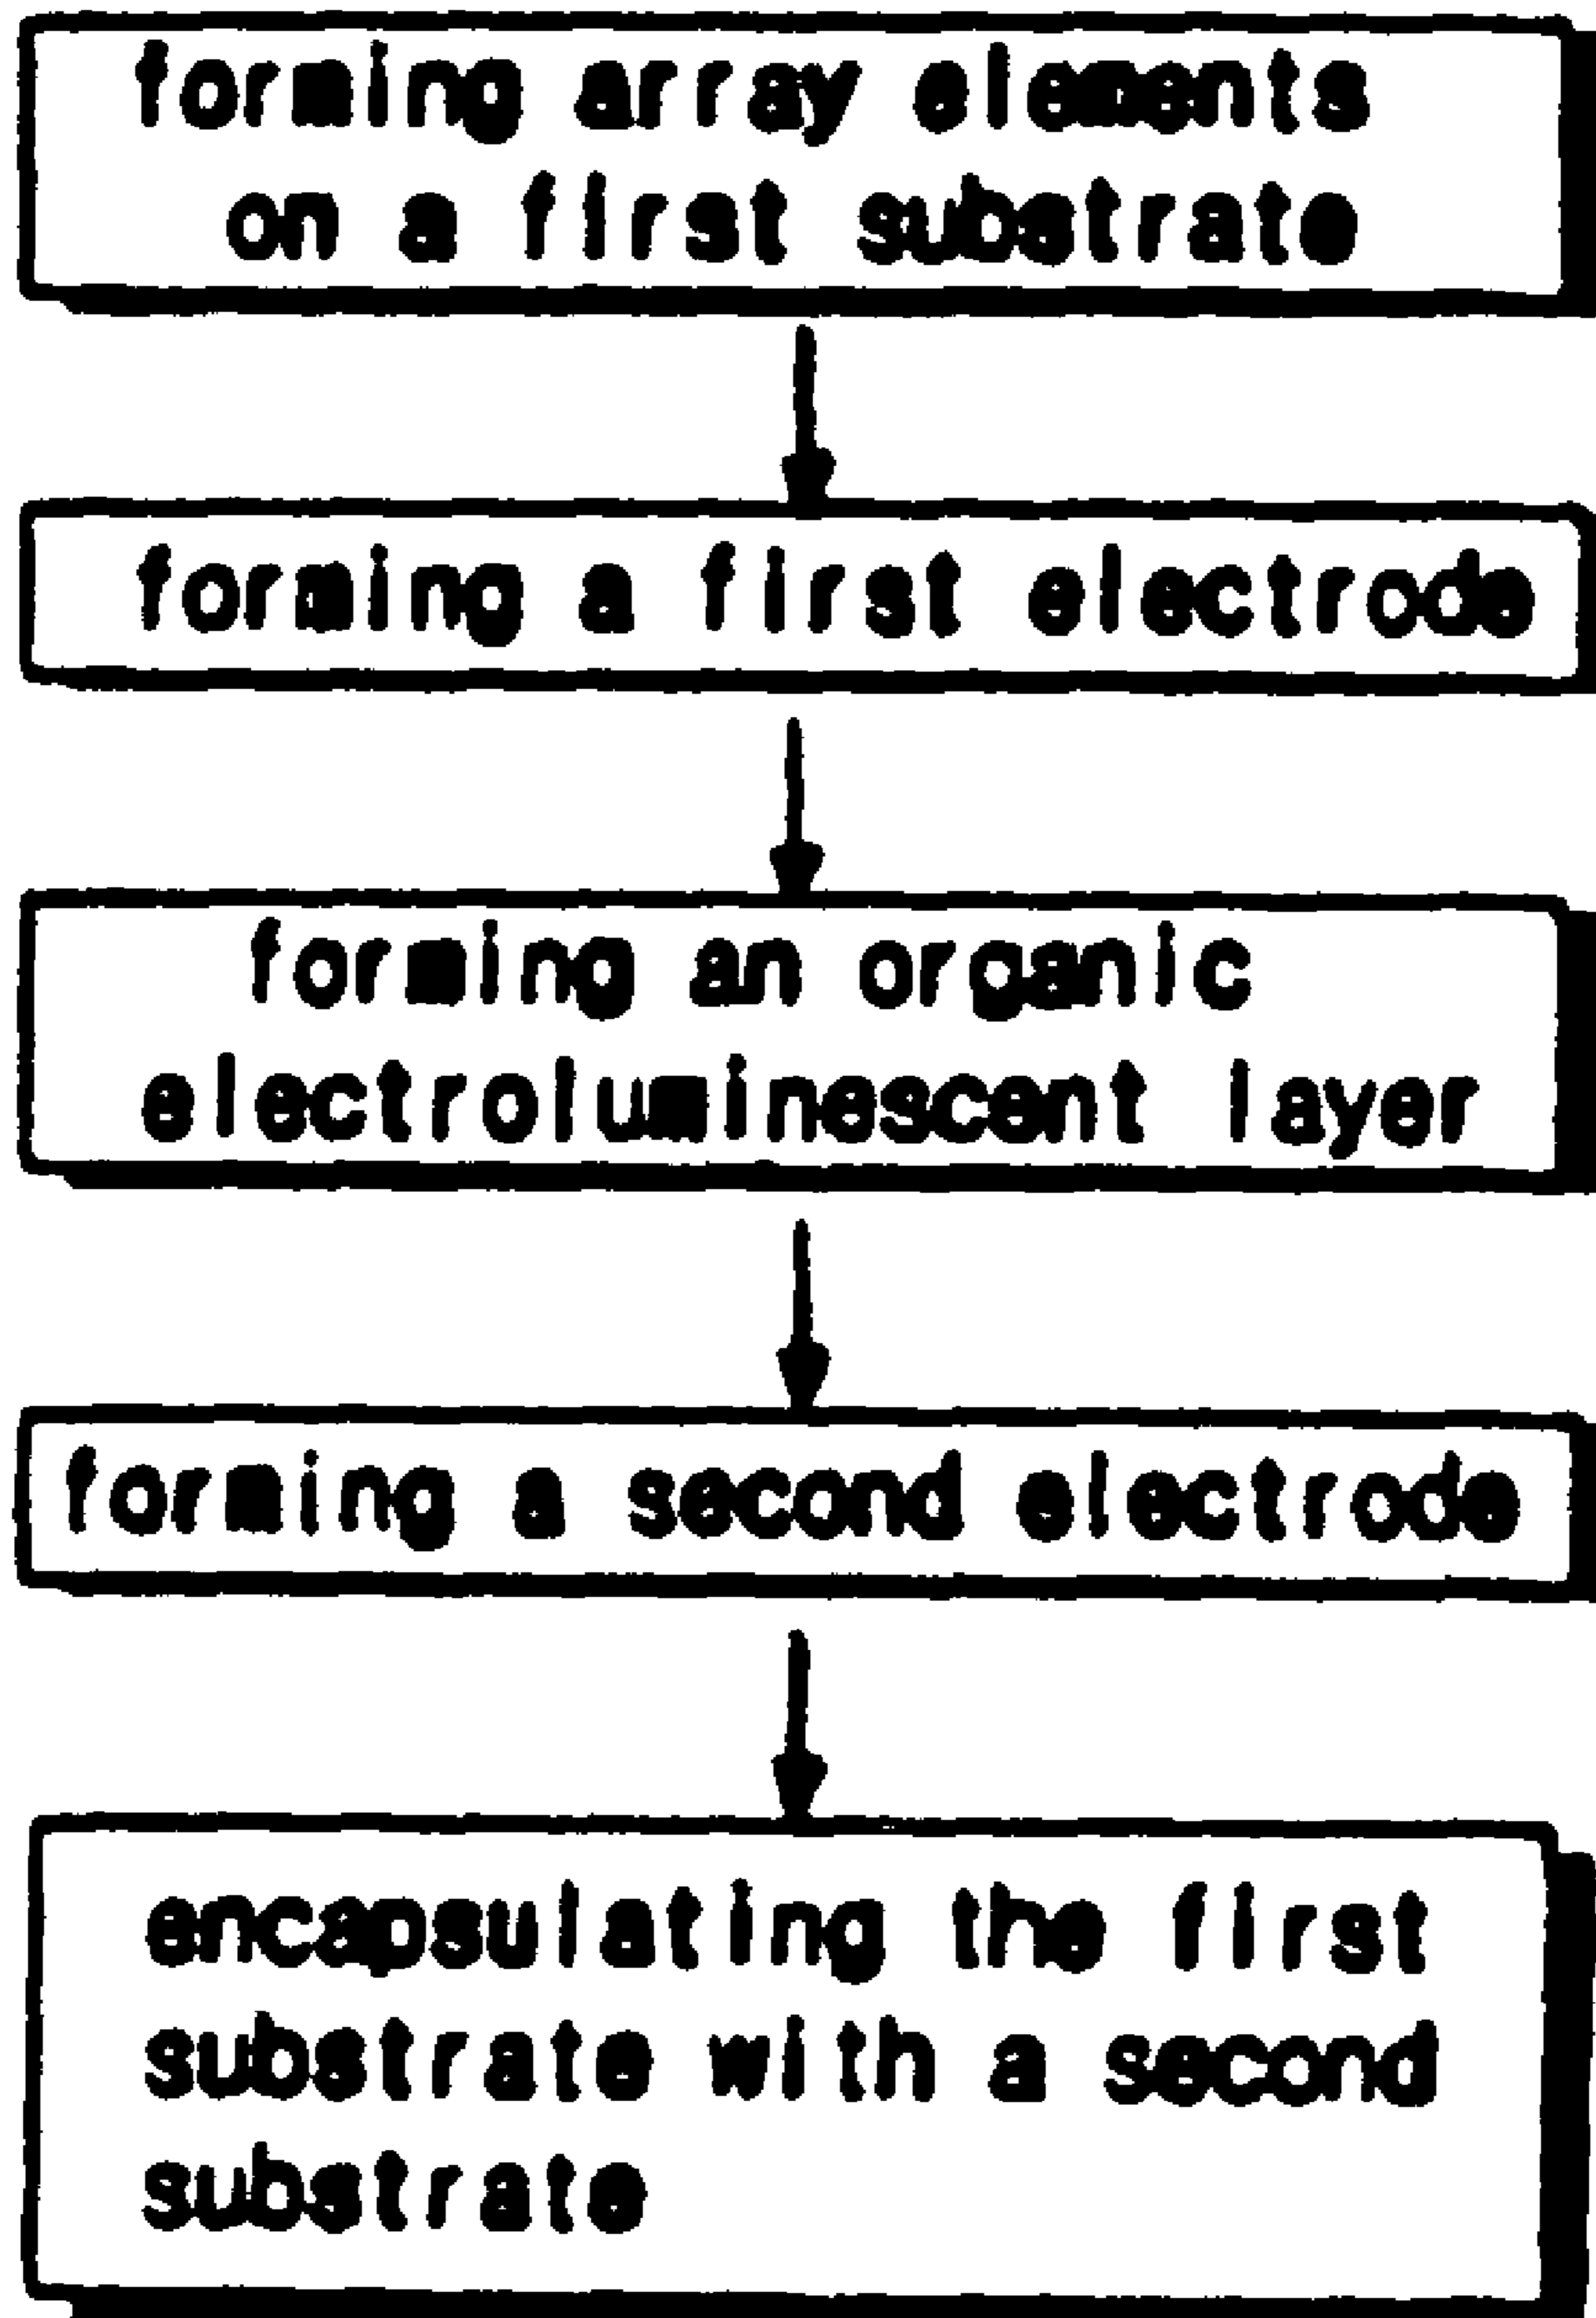 forming array elements
on a first substrate
forming a first electrode
forming an organic
electroluminescent layer
forming a second electrode
encapsulating the first
substrate with a second
substrate